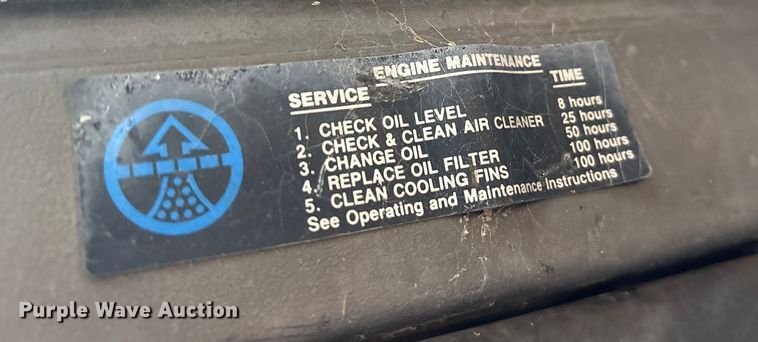 ENGINE MAINTENANCE
SERVICE TIME
1. CHECK OIL LEVEL 8 hours
2. CHECK & CLEAN AIR CLEANER 25 hours
3. CHANGE OIL 50 hours
4. REPLACE OIL FILTER 100 hours
5. CLEAN COOLING FINS 100 hours
See Operating and Maintenance Instructions
Purple Wave Auction